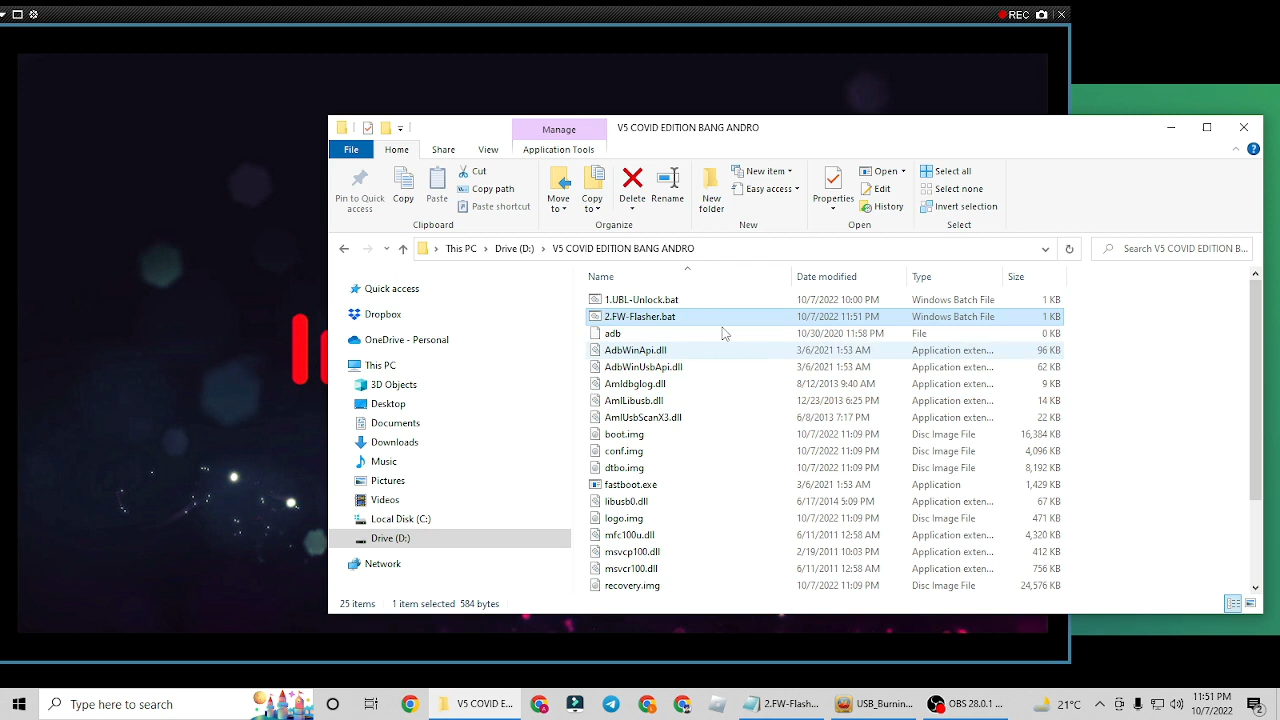 REC
Manage
V5 COVID EDITION BANG ANDRO
File
Home
Share
View
Application Tools
Pin to Quick access
Copy
Paste
Cut
Copy path
Paste shortcut
Move to
Copy to
Delete
Rename
New folder
New item
Easy access
Properties
Open
Edit
History
Select all
Select none
Invert selection
Clipboard
Organize
New
Open
Select
This PC
Drive (D:)
V5 COVID EDITION BANG ANDRO
Search V5 COVID EDITION B...
Name
Date modified
Type
Size
Quick access
Dropbox
OneDrive - Personal
This PC
3D Objects
Desktop
Documents
Downloads
Music
Pictures
Videos
Local Disk (C:)
Drive (D:)
Network
1.UBL-Unlock.bat 10/7/2022 10:00 PM Windows Batch File 1 KB
2.FW-Flasher.bat 10/7/2022 11:51 PM Windows Batch File 1 KB
adb 10/30/2020 11:58 PM File 0 KB
AdbWinApi.dll 3/6/2021 1:53 AM Application exten... 96 KB
AdbWinUsbApi.dll 3/6/2021 1:53 AM Application exten... 62 KB
Amldbglog.dll 8/12/2013 9:40 AM Application exten... 9 KB
AmlLibusb.dll 12/23/2013 6:25 PM Application exten... 14 KB
AmlUsbScanX3.dll 6/8/2013 7:17 PM Application exten... 22 KB
boot.img 10/7/2022 11:09 PM Disc Image File 16,384 KB
conf.img 10/7/2022 11:09 PM Disc Image File 4,096 KB
dtbo.img 10/7/2022 11:09 PM Disc Image File 8,192 KB
fastboot.exe 3/6/2021 1:53 AM Application 1,429 KB
libusb0.dll 6/17/2014 5:09 PM Application exten... 67 KB
logo.img 10/7/2022 11:09 PM Disc Image File 471 KB
mfc100u.dll 6/11/2011 12:58 AM Application exten... 4,320 KB
msvcp100.dll 2/19/2011 10:03 PM Application exten... 412 KB
msvcr100.dll 6/11/2011 12:58 AM Application exten... 756 KB
recovery.img 10/7/2022 11:09 PM Disc Image File 24,576 KB
25 items
1 item selected 584 bytes
Type here to search
V5 COVID E...
2.FW-Flash...
USB_Burnin...
OBS 28.0.1 ...
21°C
11:51 PM
10/7/2022
2